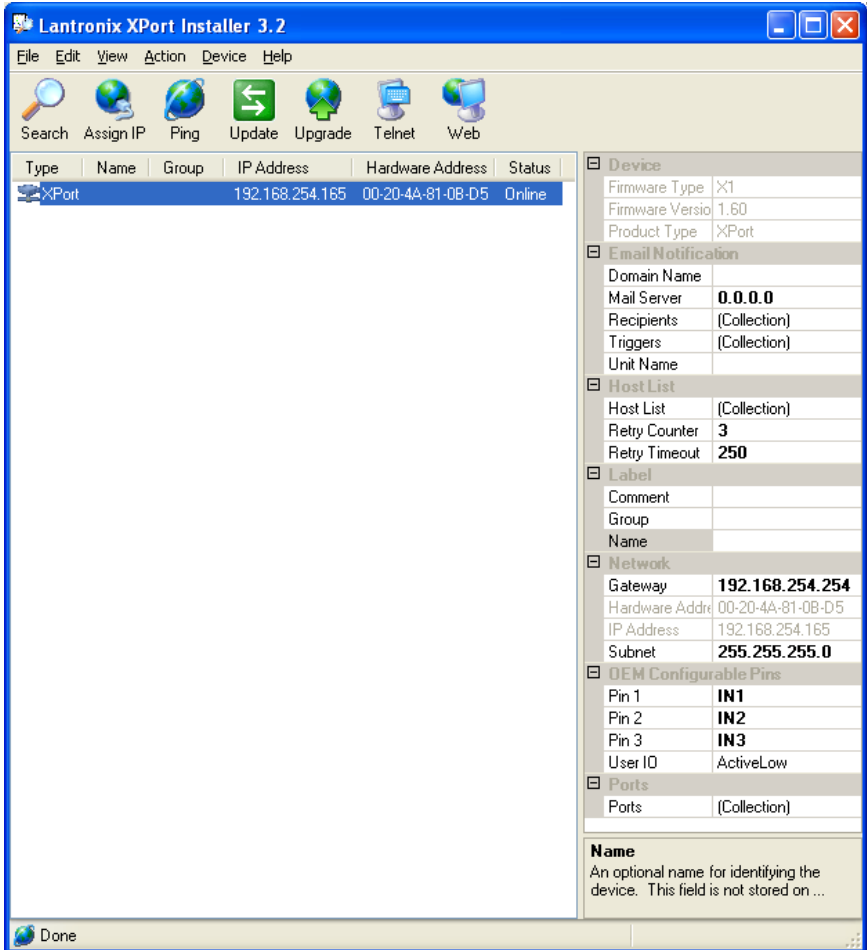 Lantronix XPort Installer 3.2
File Edit View Action Device Help
Search Assign IP Ping Update Upgrade Telnet Web
Type Name Group IP Address Hardware Address Status
XPort 192.168.254.165 00-20-4A-81-0B-D5 Online
Device
Firmware Type X1
Firmware Versio 1.60
Product Type XPort
Email Notification
Domain Name
Mail Server 0.0.0.0
Recipients (Collection)
Triggers (Collection)
Unit Name
Host List
Host List (Collection)
Retry Counter 3
Retry Timeout 250
Label
Comment
Group
Name
Network
Gateway 192.168.254.254
Hardware Addre 00-20-4A-81-0B-D5
IP Address 192.168.254.165
Subnet 255.255.255.0
OEM Configurable Pins
Pin 1 IN1
Pin 2 IN2
Pin 3 IN3
User IO ActiveLow
Ports
Ports (Collection)
Name
An optional name for identifying the
device. This field is not stored on ...
Done